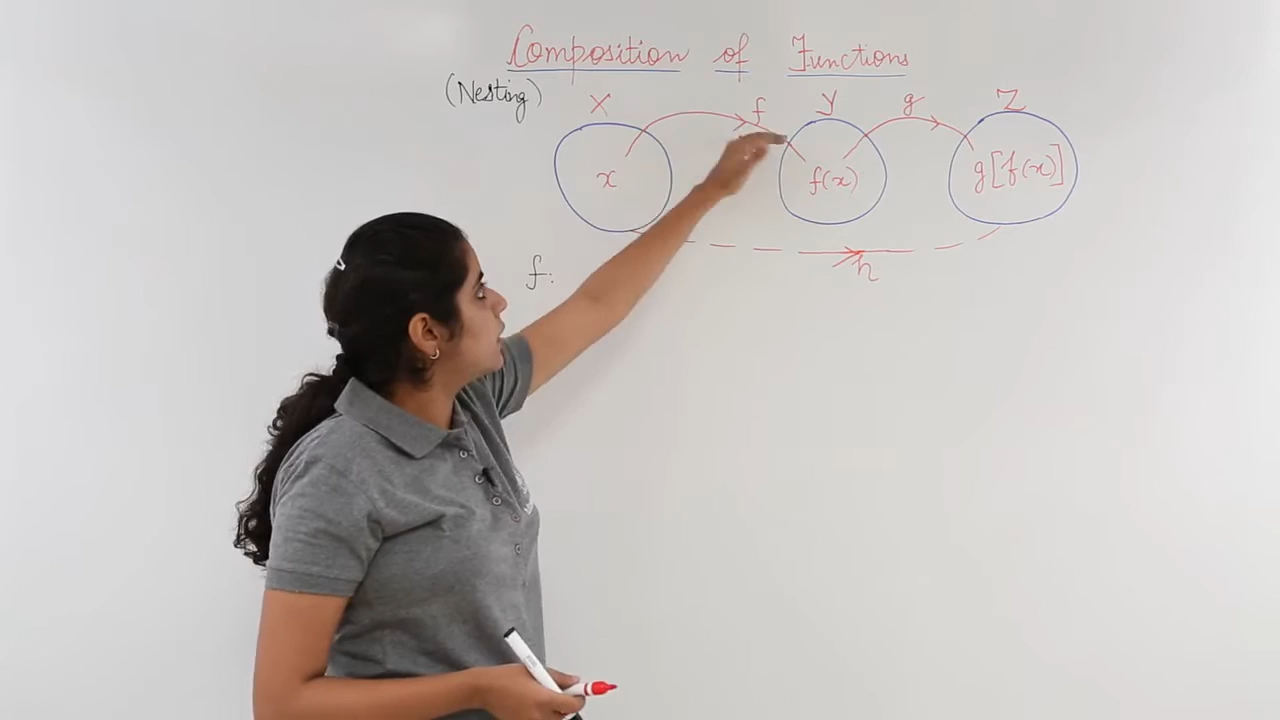 Composition of Functions
(Nesting)
X f Y g Z
x f(x) g[f(x)]
h
f: